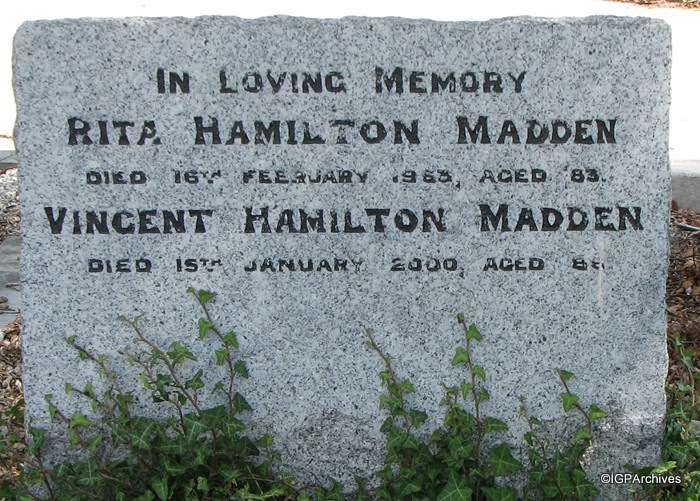 IN LOVING MEMORY
RITA HAMILTON MADDEN
DIED 16TH FEBRUARY AGED 83.
VINCENT HAMILTON MADDEN
DIED 15TH JANUARY 2000, AGED
©IGPArchives